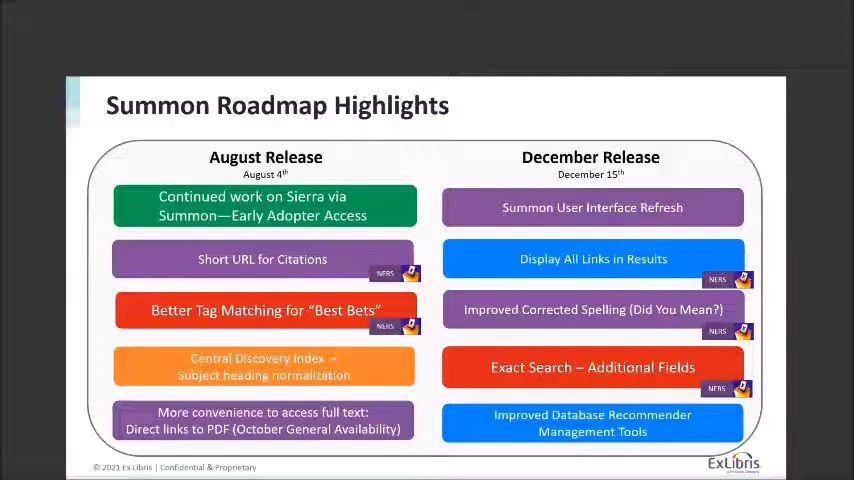 Summon Roadmap Highlights
August Release
August 4th
Continued work on Sierra via
Summon—Early Adopter Access
Short URL for Citations
NERS
Better Tag Matching for “Best Bets”
NERS
Central Discovery Index –
Subject heading normalization
More convenience to access full text:
Direct links to PDF (October General Availability)
December Release
December 15th
Summon User Interface Refresh
Display All Links in Results
NERS
Improved Corrected Spelling (Did You Mean?)
NERS
Exact Search – Additional Fields
NERS
Improved Database Recommender
Management Tools
© 2021 Ex Libris | Confidential & Proprietary
ExLibris